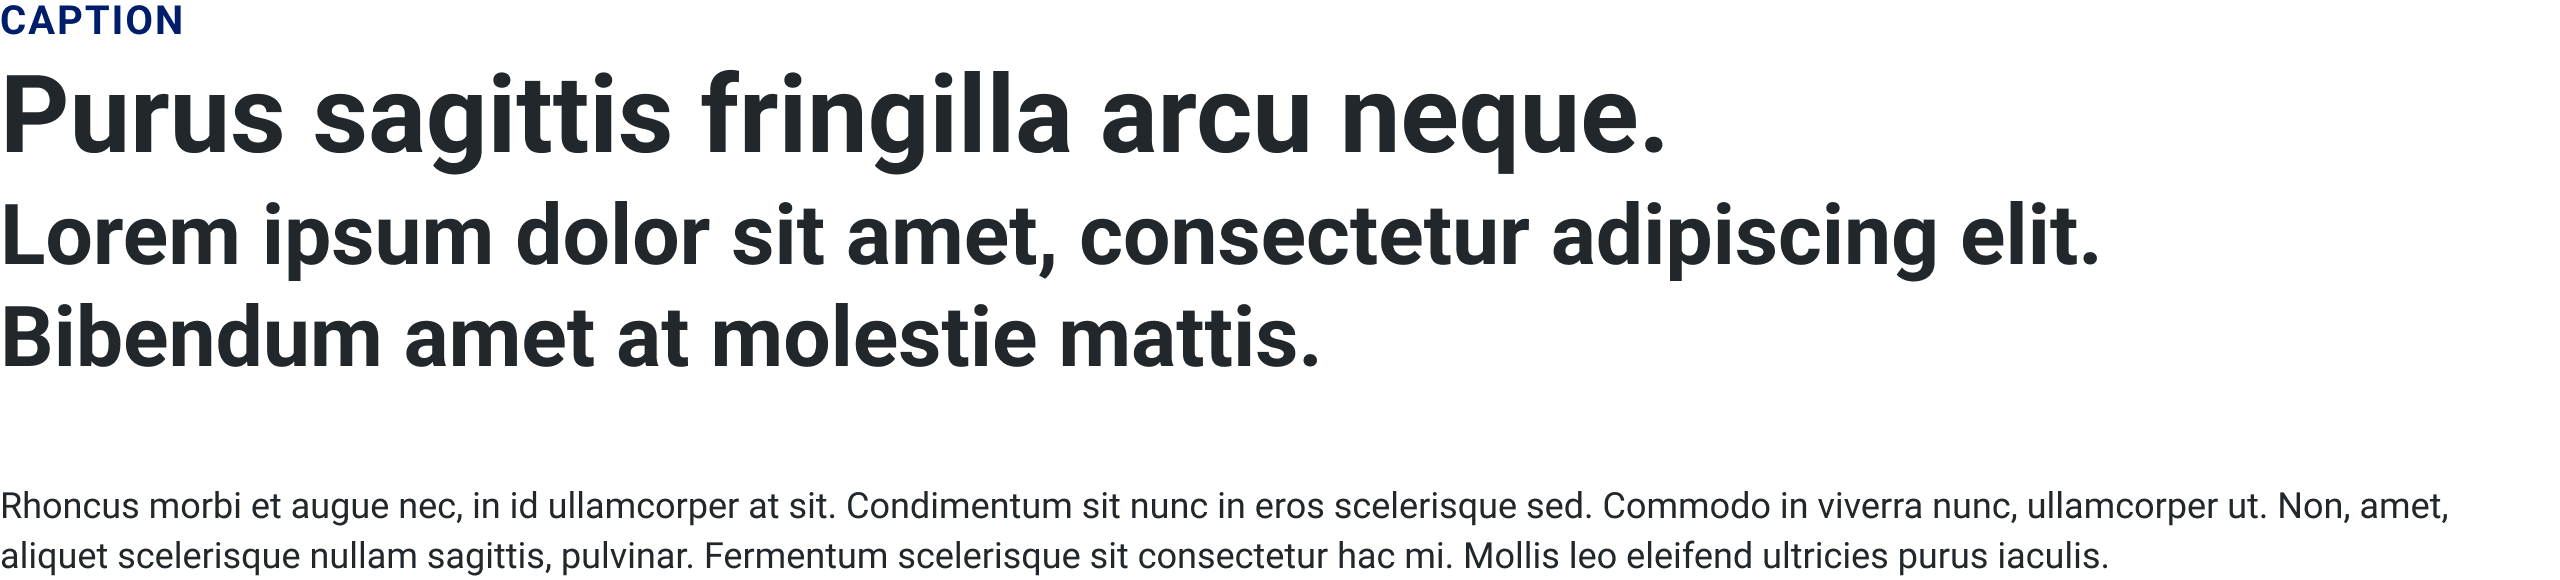 CAPTION
Purus sagittis fringilla arcu neque.
Lorem ipsum dolor sit amet, consectetur adipiscing elit.
Bibendum amet at molestie mattis.
Rhoncus morbi et augue nec, in id ullamcorper at sit. Condimentum sit nunc in eros scelerisque sed. Commodo in viverra nunc, ullamcorper ut. Non, amet,
aliquet scelerisque nullam sagittis, pulvinar. Fermentum scelerisque sit consectetur hac mi. Mollis leo eleifend ultricies purus iaculis.